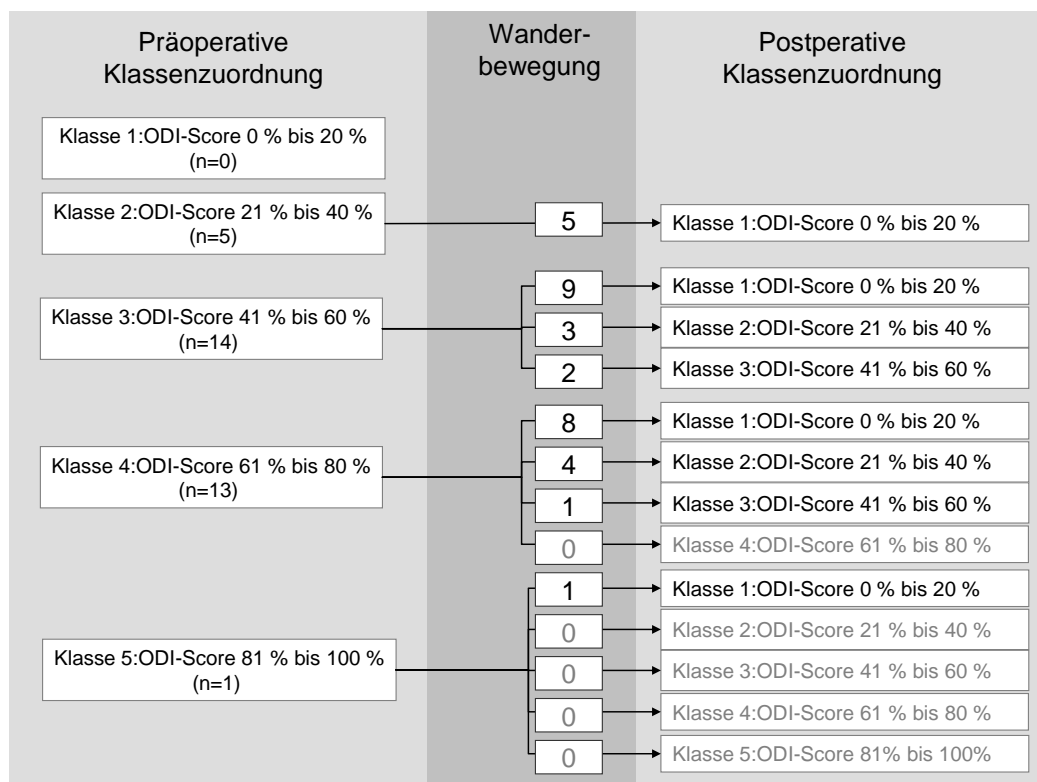 Präoperative
Klassenzuordnung
Wander-
bewegung
Postperative
Klassenzuordnung
Klasse 1:ODI-Score 0 % bis 20 %
(n=0)
Klasse 2:ODI-Score 21 % bis 40 %
(n=5)
5
Klasse 1:ODI-Score 0 % bis 20 %
Klasse 3:ODI-Score 41 % bis 60 %
(n=14)
9
Klasse 1:ODI-Score 0 % bis 20 %
3
Klasse 2:ODI-Score 21 % bis 40 %
2
Klasse 3:ODI-Score 41 % bis 60 %
Klasse 4:ODI-Score 61 % bis 80 %
(n=13)
8
Klasse 1:ODI-Score 0 % bis 20 %
4
Klasse 2:ODI-Score 21 % bis 40 %
1
Klasse 3:ODI-Score 41 % bis 60 %
0
Klasse 4:ODI-Score 61 % bis 80 %
Klasse 5:ODI-Score 81 % bis 100 %
(n=1)
1
Klasse 1:ODI-Score 0 % bis 20 %
0
Klasse 2:ODI-Score 21 % bis 40 %
0
Klasse 3:ODI-Score 41 % bis 60 %
0
Klasse 4:ODI-Score 61 % bis 80 %
0
Klasse 5:ODI-Score 81% bis 100%